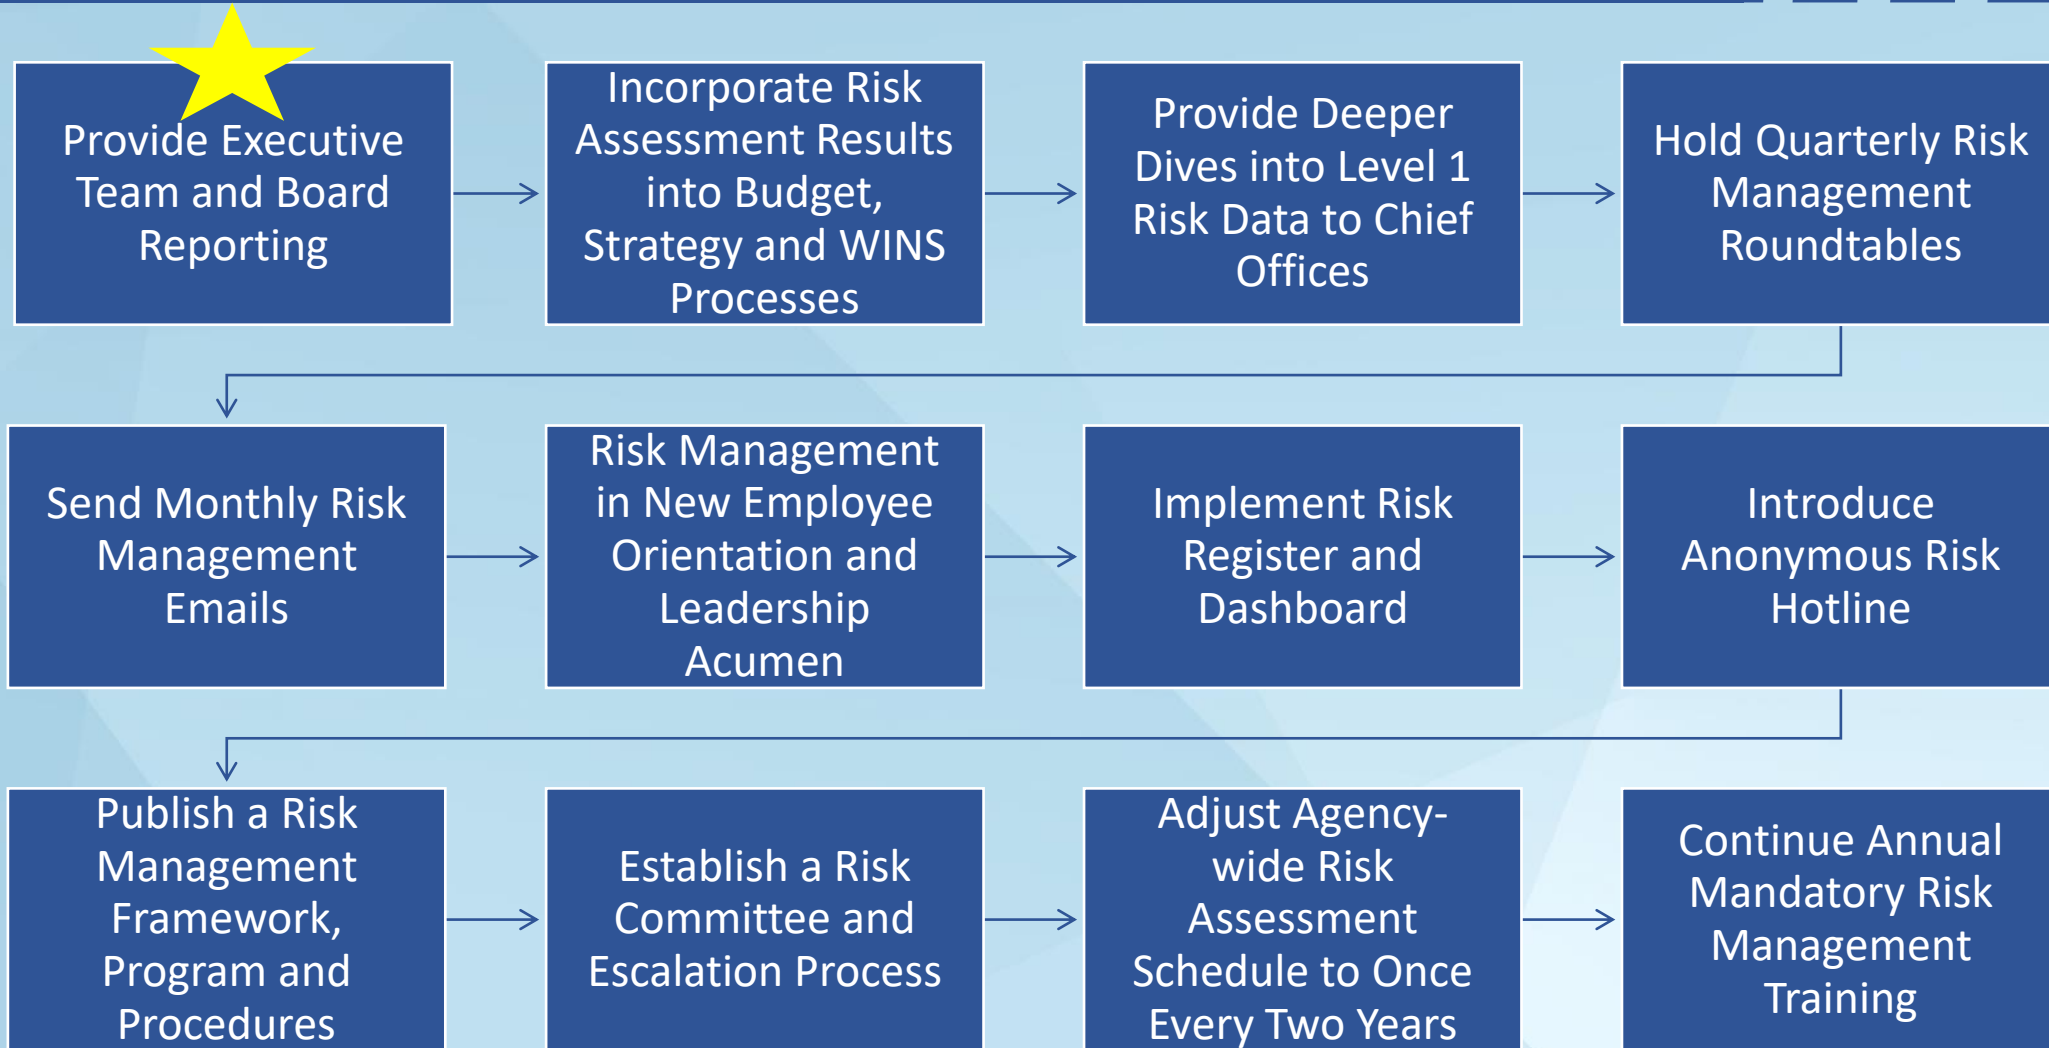 Provide Executive
Team and Board
Reporting
Incorporate Risk
Assessment Results
into Budget,
Strategy and WINS
Processes
Provide Deeper
Dives into Level 1
Risk Data to Chief
Offices
Hold Quarterly Risk
Management
Roundtables
Send Monthly Risk
Management
Emails
Risk Management
in New Employee
Orientation and
Leadership
Acumen
Implement Risk
Register and
Dashboard
Introduce
Anonymous Risk
Hotline
Publish a Risk
Management
Framework,
Program and
Procedures
Establish a Risk
Committee and
Escalation Process
Adjust Agency-
wide Risk
Assessment
Schedule to Once
Every Two Years
Continue Annual
Mandatory Risk
Management
Training